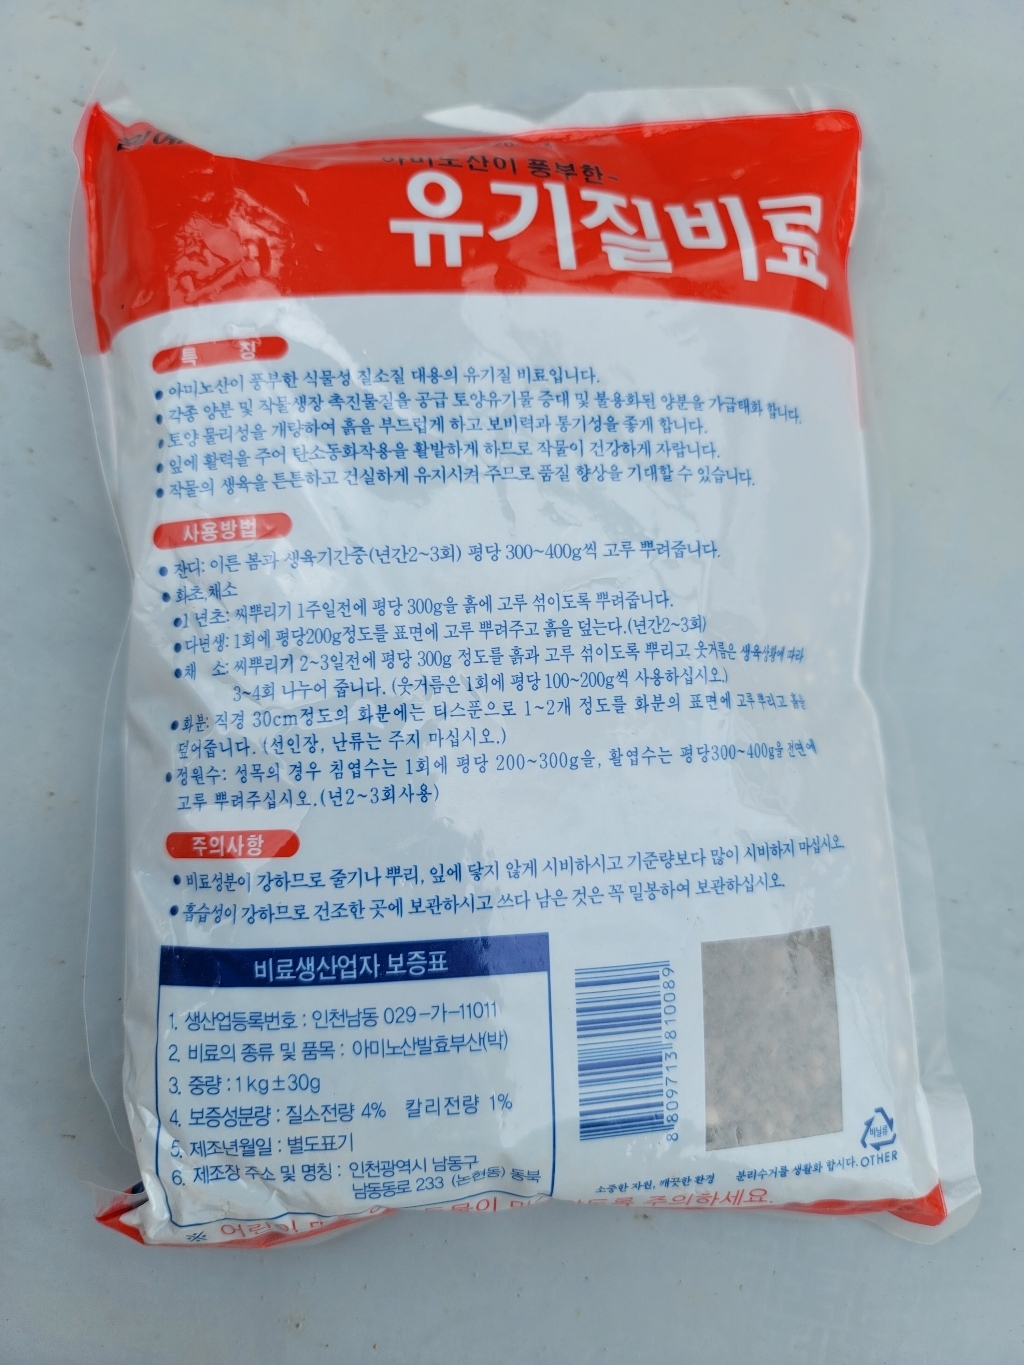 아미노산이 풍부한~
유기질비료
특 징
• 아미노산이 풍부한 식물성 질소질 대용의 유기질 비료입니다.
• 각종 양분 및 작물생장 촉진물질을 공급 토양유기물 증대 및 불용화된 양분을 가급태화 합니다.
• 토양 물리성을 개량하여 흙을 부드럽게 하고 보비력과 통기성을 좋게 합니다.
• 잎에 활력을 주어 탄소동화작용을 활발하게 하므로 작물이 건강하게 자랍니다.
• 작물의 생육을 튼튼하고 건실하게 유지시켜 주므로 품질 향상을 기대할 수 있습니다.
사용방법
• 잔디: 이른 봄과 생육기간중(년간2~3회) 평당 300~400g씩 고루 뿌려줍니다.
• 화초,채소
•1년초: 씨뿌리기 1주일전에 평당 300g을 흙에 고루 섞이도록 뿌려줍니다.
•다년생: 1회에 평당200g정도를 표면에 고루 뿌려주고 흙을 덮는다.(년간2~3회)
•채 소: 씨뿌리기 2~3일전에 평당 300g 정도를 흙과 고루 섞이도록 뿌리고 웃거름은 생육상황에 따라
3~4회 나누어 줍니다. (웃거름은 1회에 평당 100~200g씩 사용하십시오.)
• 화분: 직경 30cm정도의 화분에는 티스푼으로 1~2개 정도를 화분의 표면에 고루 뿌리고 흙을
덮어줍니다. (선인장, 난류는 주지 마십시오.)
• 정원수: 성목의 경우 침엽수는 1회에 평당 200~300g을, 활엽수는 평당300~400g을 전면에
고루 뿌려주십시오.(년2~3회사용)
주의사항
• 비료성분이 강하므로 줄기나 뿌리, 잎에 닿지 않게 시비하시고 기준량보다 많이 시비하지 마십시오.
• 흡습성이 강하므로 건조한 곳에 보관하시고 쓰다 남은 것은 꼭 밀봉하여 보관하십시오.
비료생산업자 보증표
1. 생산업등록번호 : 인천남동 029-가-11011
2. 비료의 종류 및 품목 : 아미노산발효부산(박)
3. 중량 : 1kg±30g
4. 보증성분량 : 질소전량 4% 칼리전량 1%
5. 제조년월일 : 별도표기
6. 제조장 주소 및 명칭 : 인천광역시 남동구
남동동로 233 (논현동) 동북
8 809713 810089
비닐류
OTHER
소중한 자원, 깨끗한 환경 분리수거를 생활화 합시다.
※ 어린이 주의하세요.